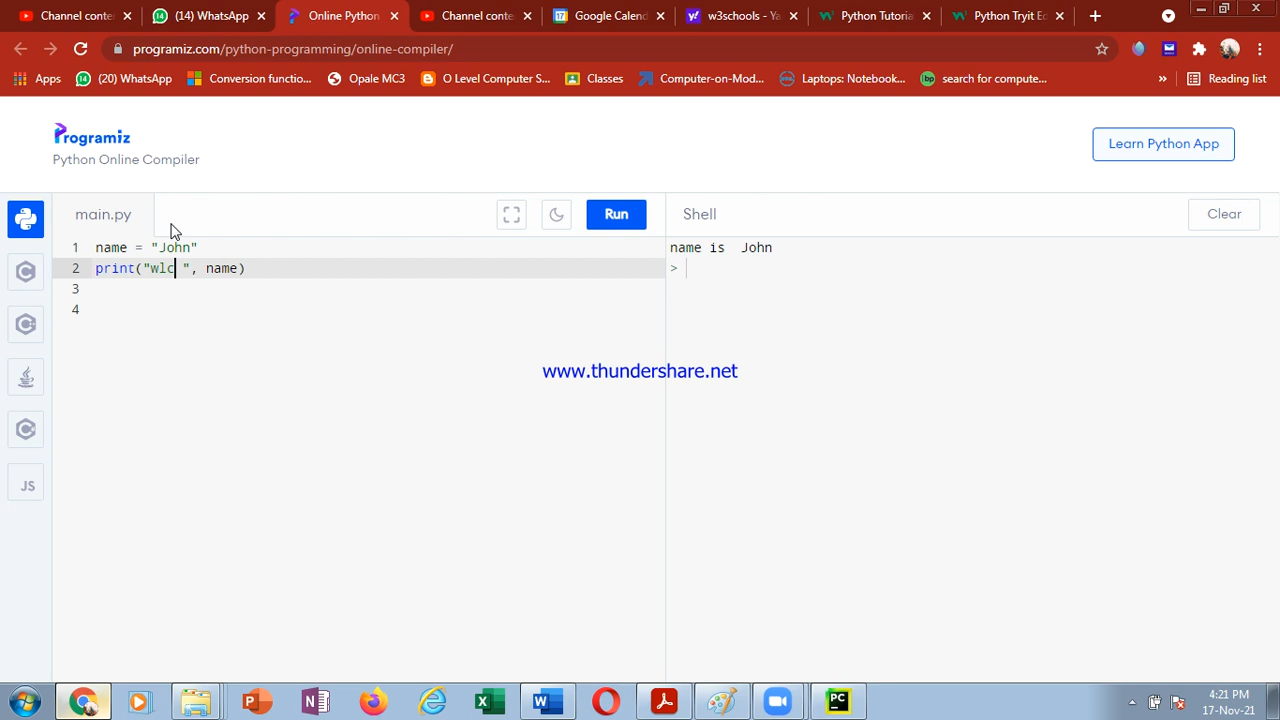 Channel conten
(14) WhatsApp
Online Python
Channel conte
Google Calend
w3schools - Ya
Python Tutoria
Python Tryit Ed
programiz.com/python-programming/online-compiler/
Apps
(20) WhatsApp
Conversion functio...
Opale MC3
O Level Computer S...
Classes
Computer-on-Mod...
Laptops: Notebook...
bp search for compute...
»
Reading list
Programiz
Python Online Compiler
Learn Python App
main.py
Run
Shell
Clear
1 name = "John"
2 print("wlc ", name)
3
4
name is  John
>
www.thundershare.net
JS
4:21 PM
17-Nov-21